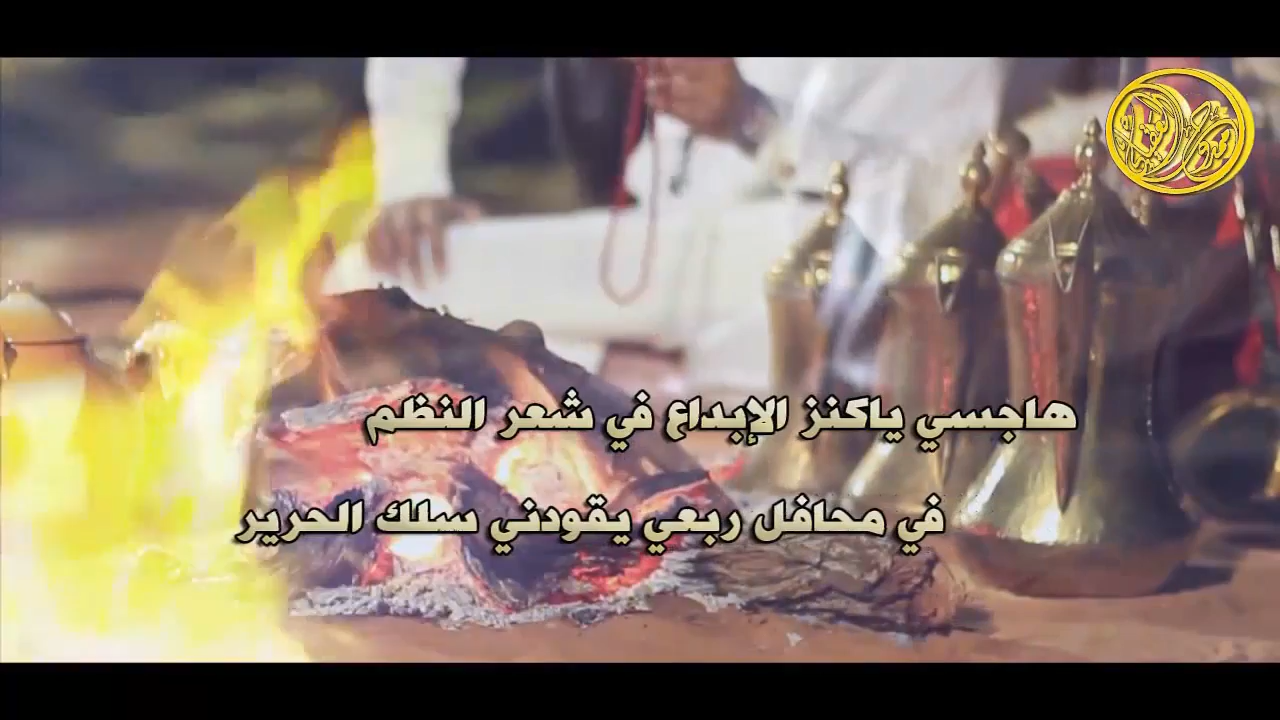 هاجسي ياكنز الإبداع في شعر النظم
في محافل ربعي يقودني سلك الحرير